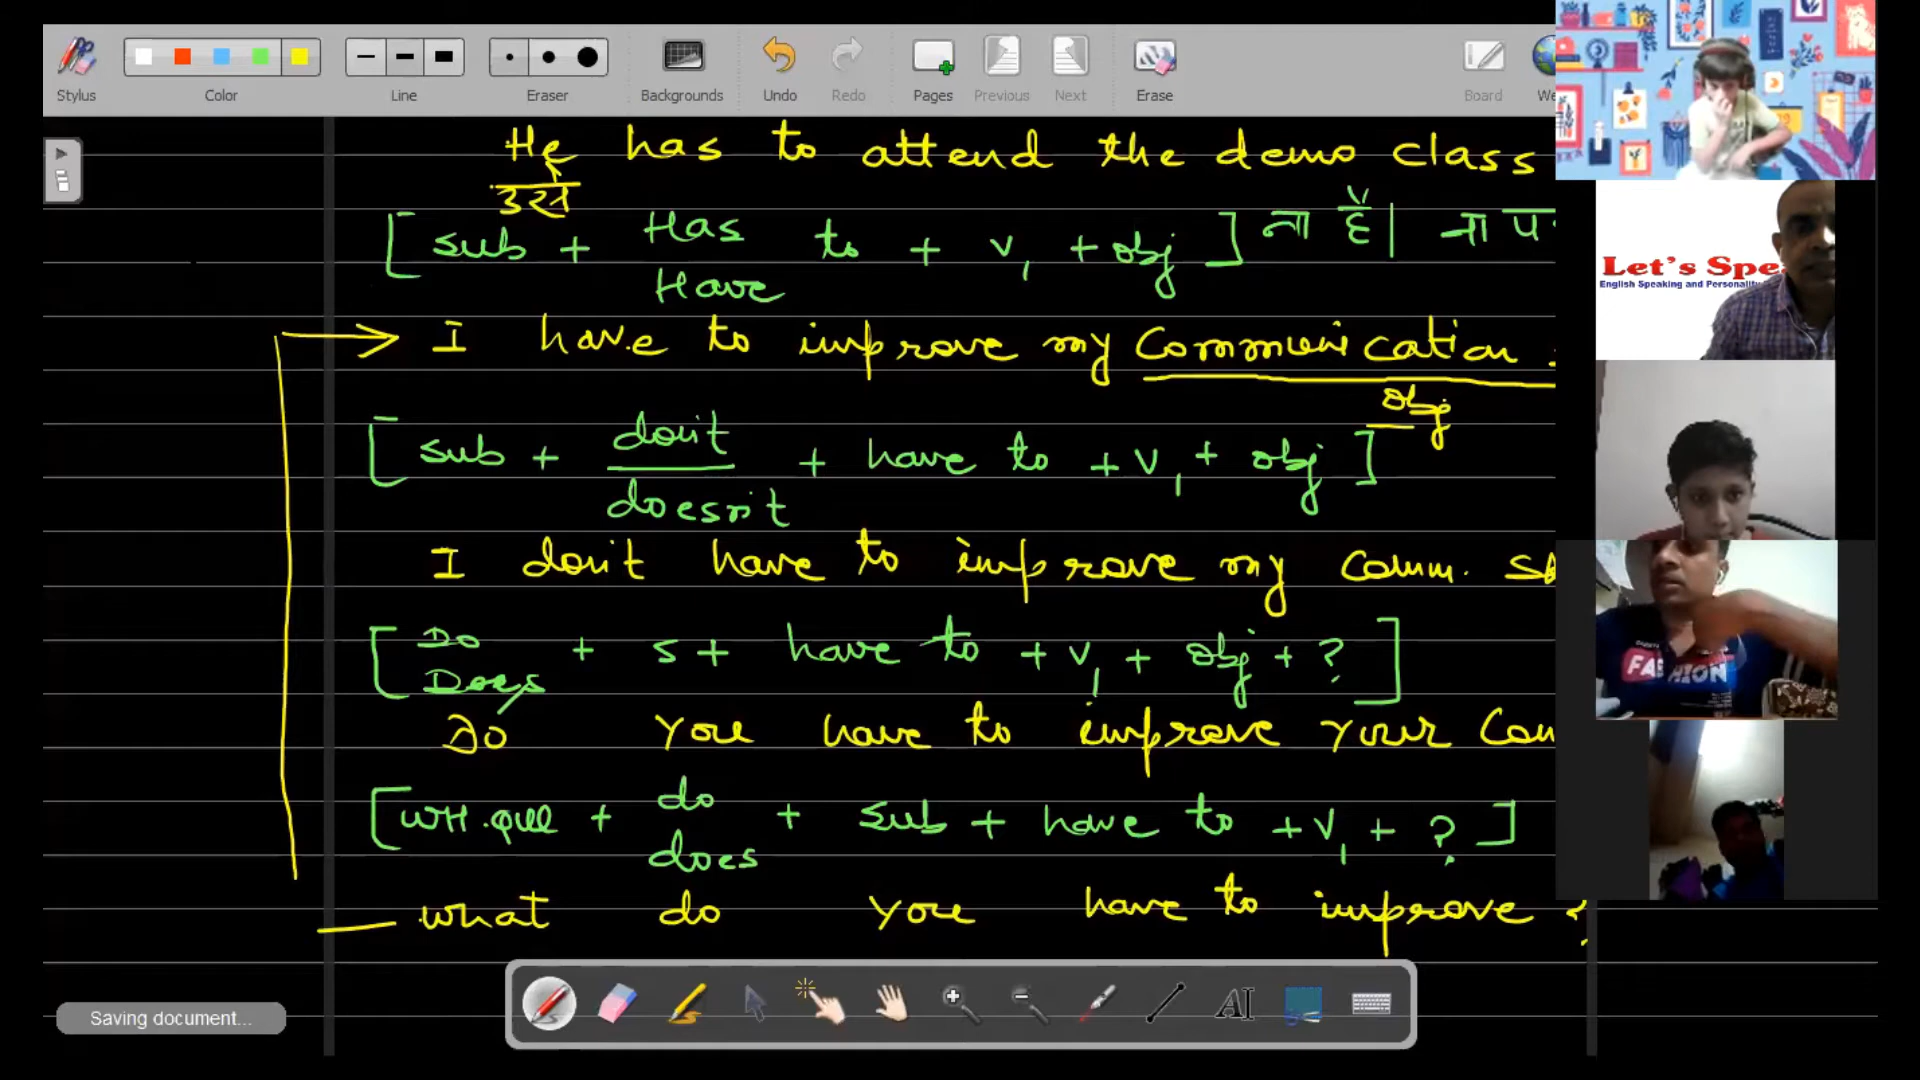 Stylus Color Line Eraser Backgrounds Undo Redo Pages Previous Next Erase Board
He has to attend the demo class
उसे
[sub + Has to + V1 + obj] ना है|
Have
→ I have to improve my Communication
obj
[sub + don't + have to + V1 + obj]
doesn't
I don't have to improve my comm.
[Do + s + have to + V1 + obj + ?]
Does
Do you have to improve your
[WH.que + do + sub + have to + V1 + ?]
does
what do you have to improve ?
Let's Spe
English Speaking and Personality
FASHION
Saving document...